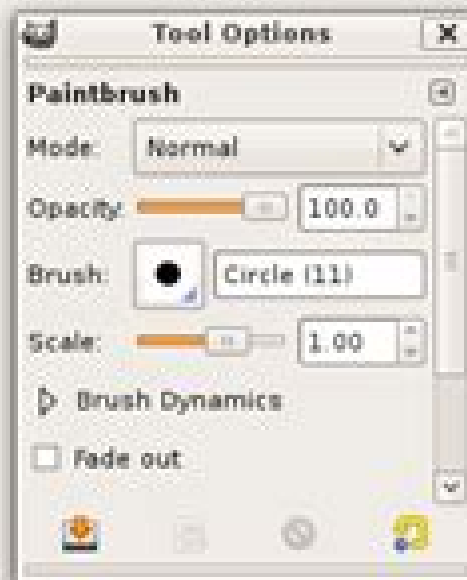 Tool Options
Paintbrush
Mode: Normal
Opacity: 100.0
Brush: Circle (11)
Scale: 1.00
Brush Dynamics
Fade out